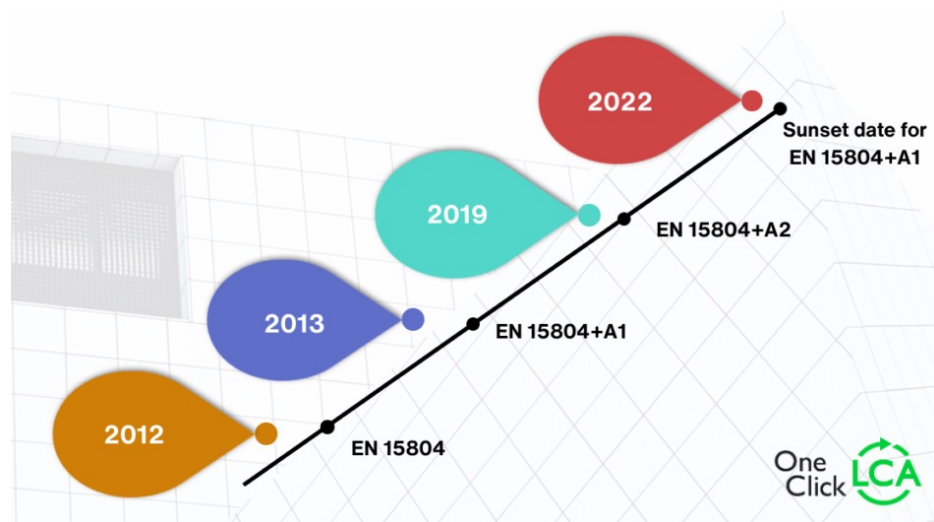 2022
Sunset date for
EN 15804+A1
2019
EN 15804+A2
2013
EN 15804+A1
2012
EN 15804
One
Click LCA